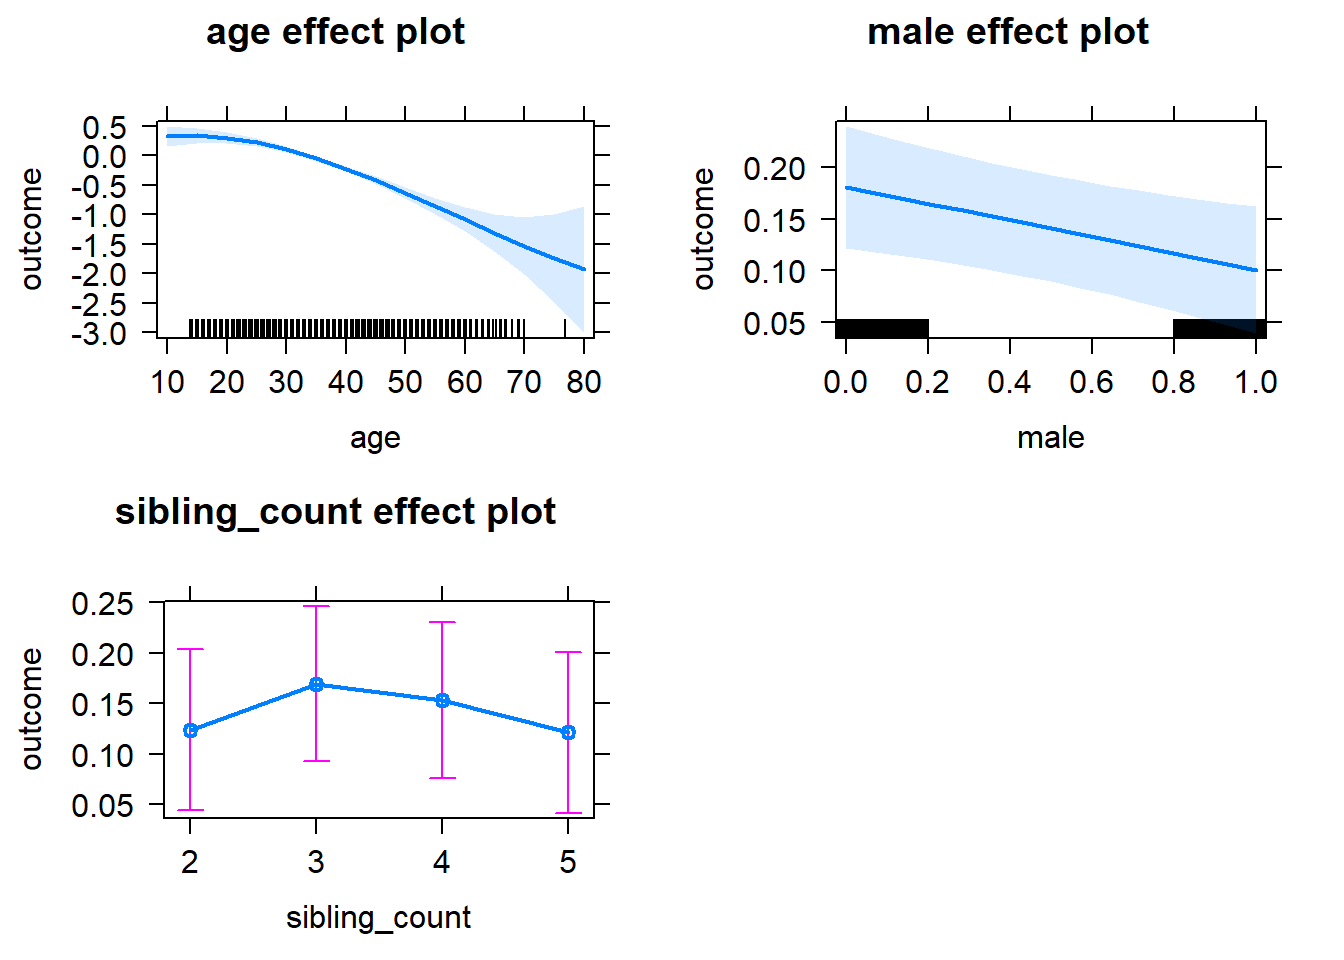 age effect plot
outcome
0.5
0.0
-0.5
-1.0
-1.5
-2.0
-2.5
-3.0
10 20 30 40 50 60 70 80
age
male effect plot
outcome
0.20
0.15
0.10
0.05
0.0 0.2 0.4 0.6 0.8 1.0
male
sibling_count effect plot
outcome
0.25
0.20
0.15
0.10
0.05
2 3 4 5
sibling_count